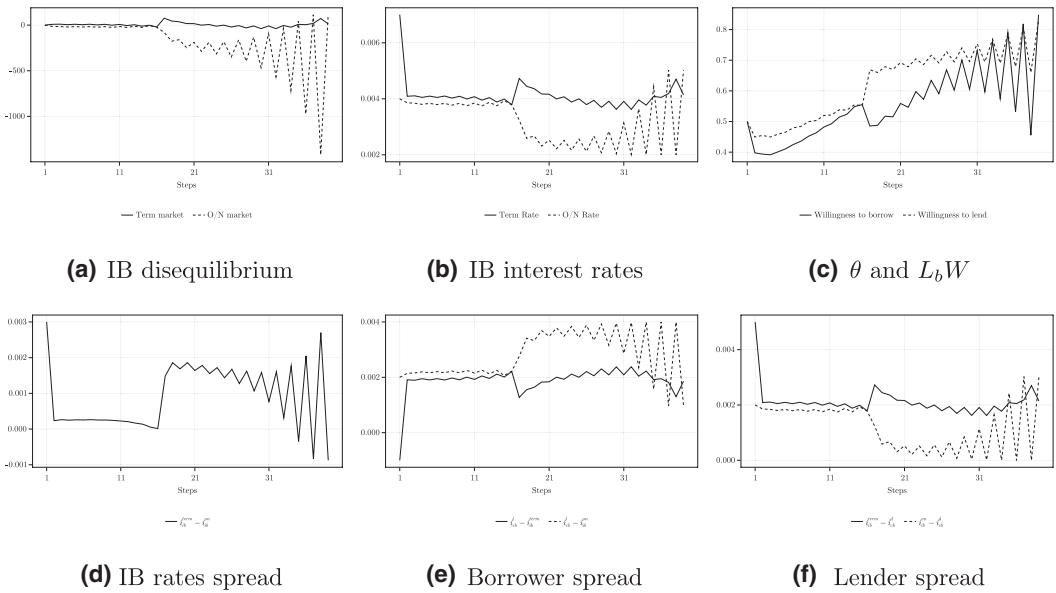 0
−500
−1000
1
11
21
31
Steps
Term market
O/N market
(a) IB disequilibrium
0.006
0.004
0.002
1
11
21
31
Steps
Term Rate
O/N Rate
(b) IB interest rates
0.8
0.7
0.6
0.5
0.4
1
11
21
31
Steps
Willingness to borrow
Willingness to lend
(c) θ and L_bW
0.003
0.002
0.001
0.000
−0.001
1
11
21
31
Steps
(d) IB rates spread
0.004
0.002
0.000
1
11
21
31
Steps
(e) Borrower spread
0.004
0.002
0.000
1
11
21
31
Steps
(f) Lender spread